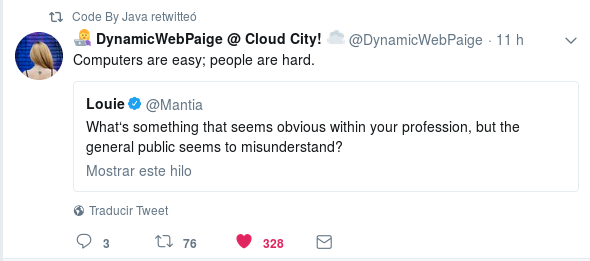 Code By Java retwitteó
DynamicWebPaige @ Cloud City! @DynamicWebPaige · 11 h
Computers are easy; people are hard.
Louie @Mantia
What's something that seems obvious within your profession, but the
general public seems to misunderstand?
Mostrar este hilo
Traducir Tweet
3 76 328